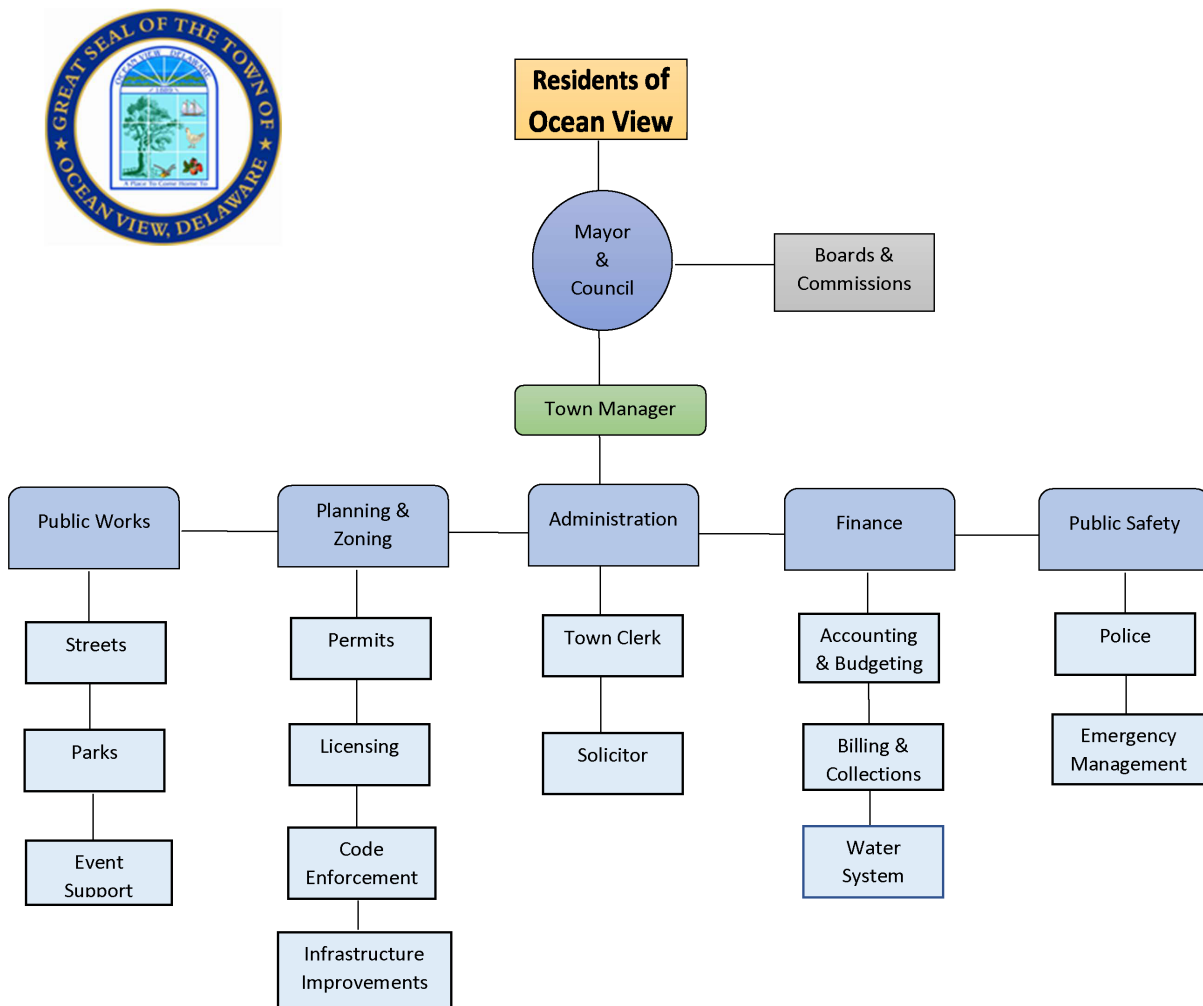 GREAT SEAL OF THE TOWN OF
OCEAN VIEW, DELAWARE
OCEAN VIEW DELAWARE
1889
A Place To Come Home To
Residents of
Ocean View
Mayor
&
Council
Boards &
Commissions
Town Manager
Public Works
Planning &
Zoning
Administration
Finance
Public Safety
Streets
Permits
Town Clerk
Accounting
& Budgeting
Police
Parks
Licensing
Solicitor
Billing &
Collections
Emergency
Management
Event
Support
Code
Enforcement
Water
System
Infrastructure
Improvements